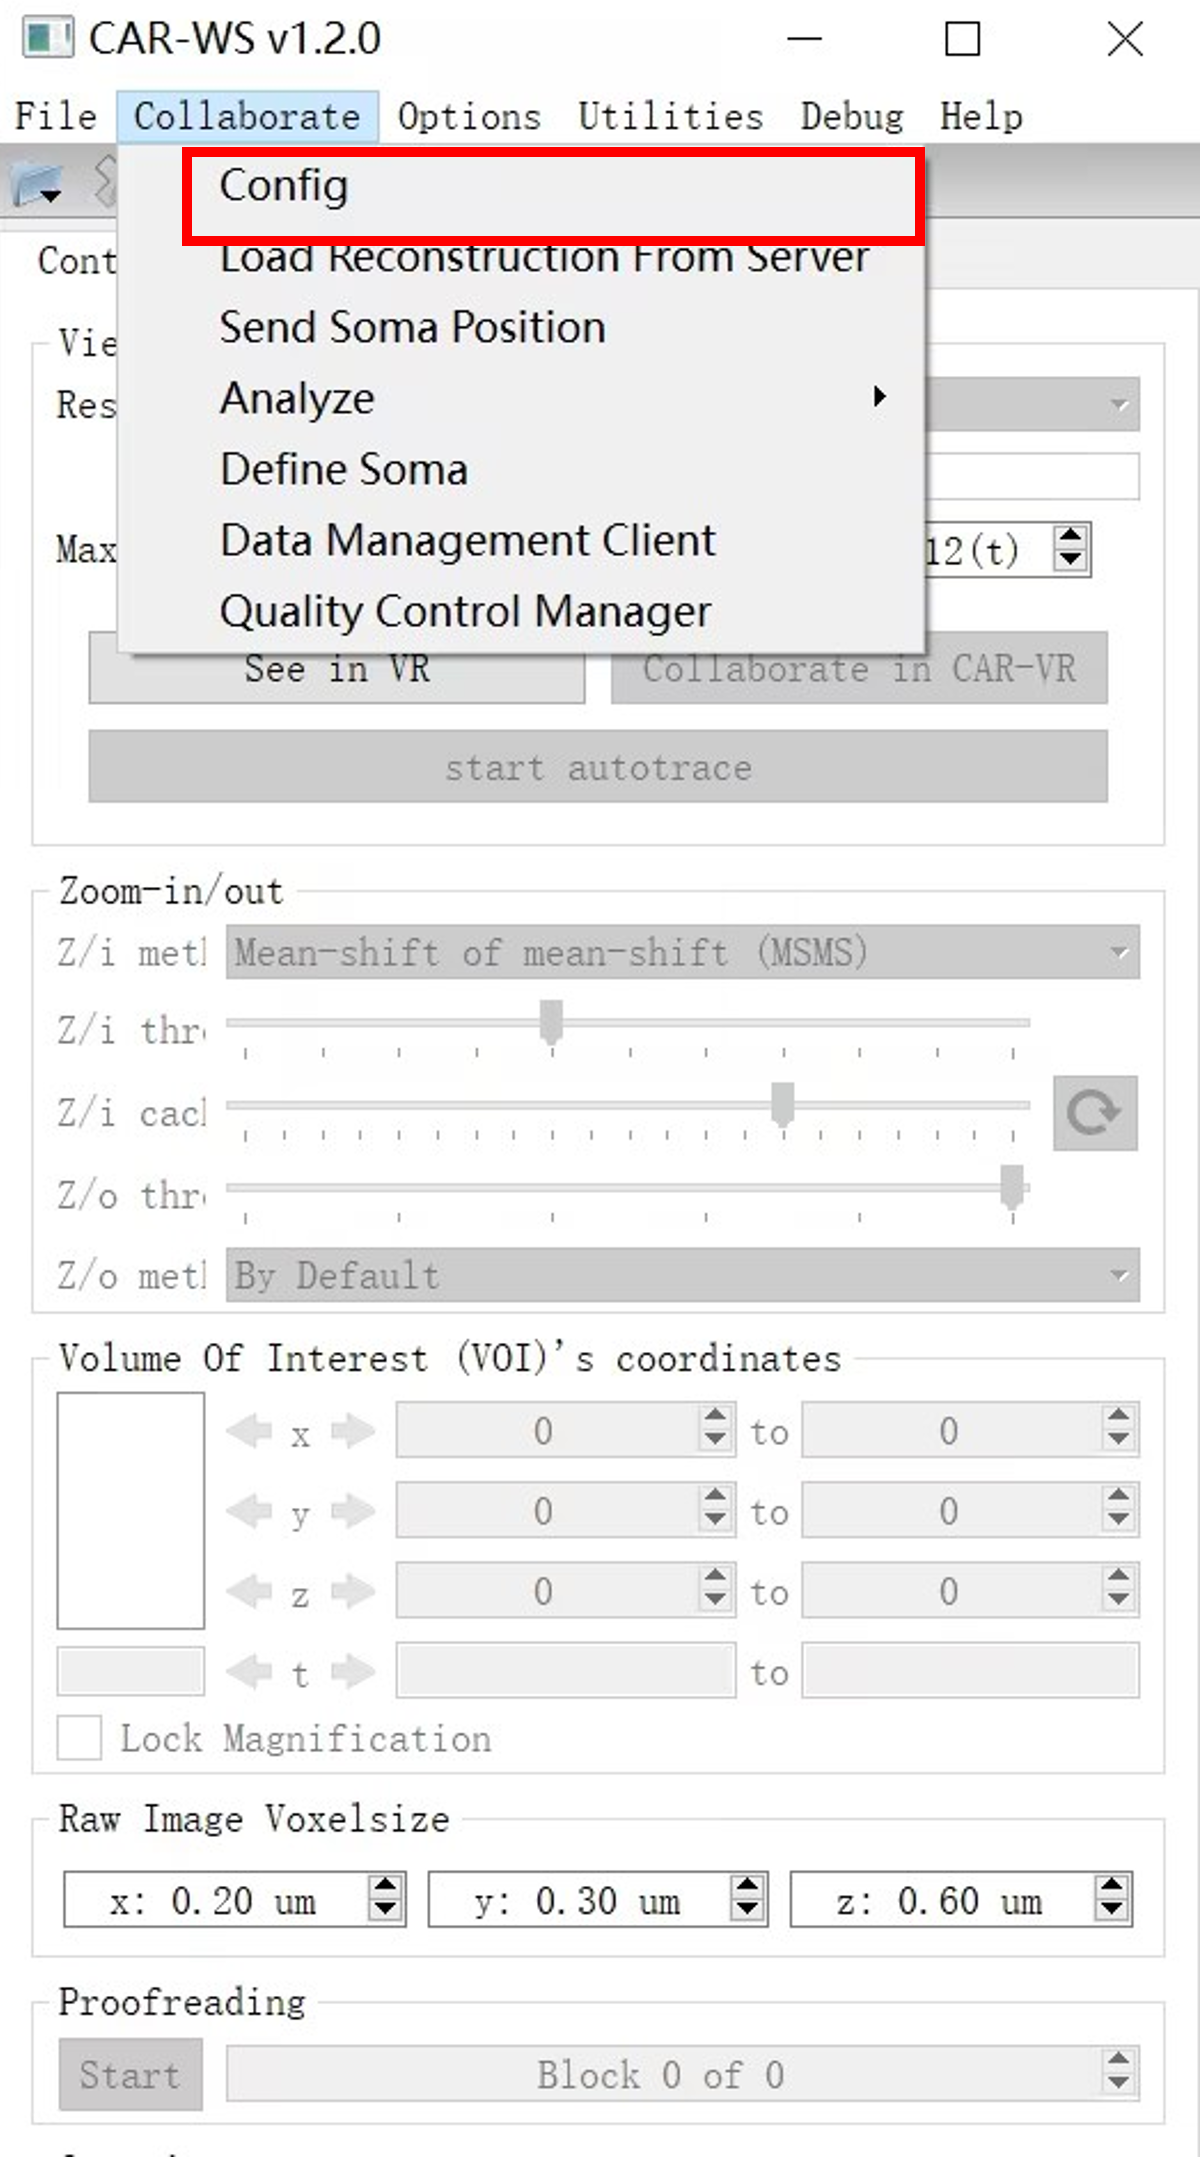 CAR-WS v1.2.0
File Collaborate Options Utilities Debug Help
Config
Load Reconstruction From Server
Send Soma Position
Analyze
Define Soma
Data Management Client
Quality Control Manager
Cont
Vie
Res
Max
12(t)
See in VR
Collaborate in CAR-VR
start autotrace
Zoom-in/out
Z/i met
Mean-shift of mean-shift (MSMS)
Z/i thr
Z/i cac
Z/o thr
Z/o met
By Default
Volume Of Interest (VOI)'s coordinates
x 0 to 0
y 0 to 0
z 0 to 0
t to
Lock Magnification
Raw Image Voxelsize
x: 0.20 um y: 0.30 um z: 0.60 um
Proofreading
Start Block 0 of 0